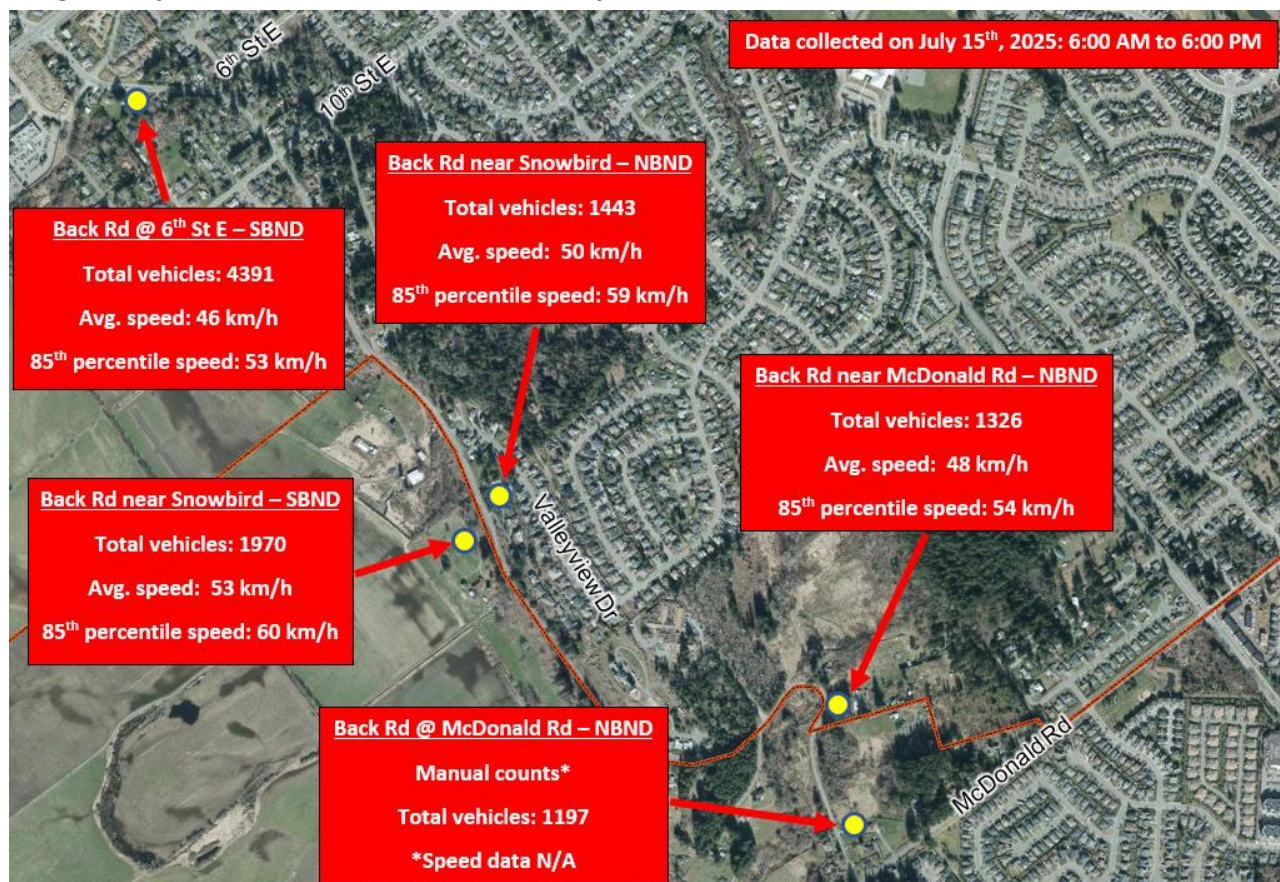 Data collected on July 15th, 2025: 6:00 AM to 6:00 PM
6th St E
10th St E
Back Rd near Snowbird – NBND
Total vehicles: 1443
Avg. speed: 50 km/h
85th percentile speed: 59 km/h
Back Rd @ 6th St E – SBND
Total vehicles: 4391
Avg. speed: 46 km/h
85th percentile speed: 53 km/h
Back Rd near McDonald Rd – NBND
Total vehicles: 1326
Avg. speed: 48 km/h
85th percentile speed: 54 km/h
Back Rd near Snowbird – SBND
Total vehicles: 1970
Avg. speed: 53 km/h
85th percentile speed: 60 km/h
Valleyview Dr
Back Rd @ McDonald Rd – NBND
Manual counts*
Total vehicles: 1197
*Speed data N/A
McDonald Rd